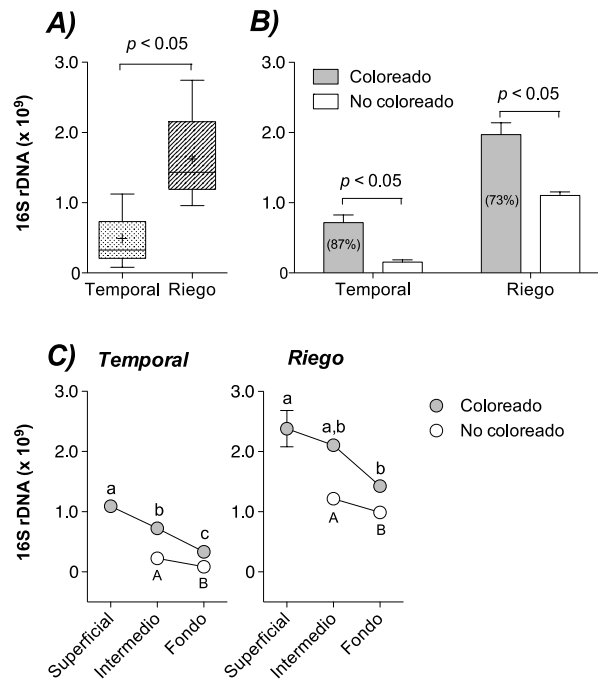 A)
p < 0.05
16S rDNA (x 10⁹)
3.0
2.0
1.0
0
Temporal Riego
B)
Coloreado
No coloreado
p < 0.05
p < 0.05
3.0
2.0
1.0
0
(87%)
(73%)
Temporal Riego
C)
Temporal
Riego
16S rDNA (x 10⁹)
3.0
2.0
1.0
0
a
b
c
A
B
Superficial
Intermedio
Fondo
3.0
2.0
1.0
0
a
a,b
b
A
B
Superficial
Intermedio
Fondo
Coloreado
No coloreado